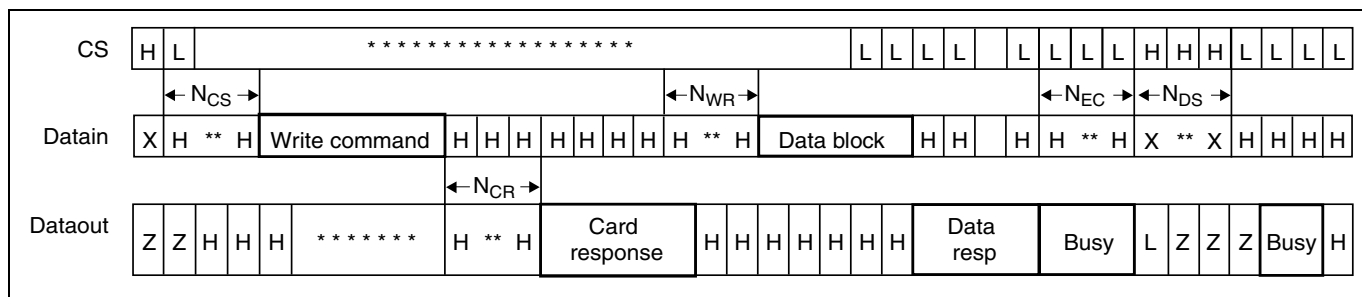 CS H L * * * * * * * * * * * * * * * * * * L L L L L L L L H H H L L L L
N_CS N_WR N_EC N_DS
Datain X H ** H Write command H H H H H H H H ** H Data block H H H H ** H X ** X H H H H
N_CR
Dataout Z Z H H H * * * * * * * H ** H Card response H H H H H H H Data resp Busy L Z Z Z Busy H